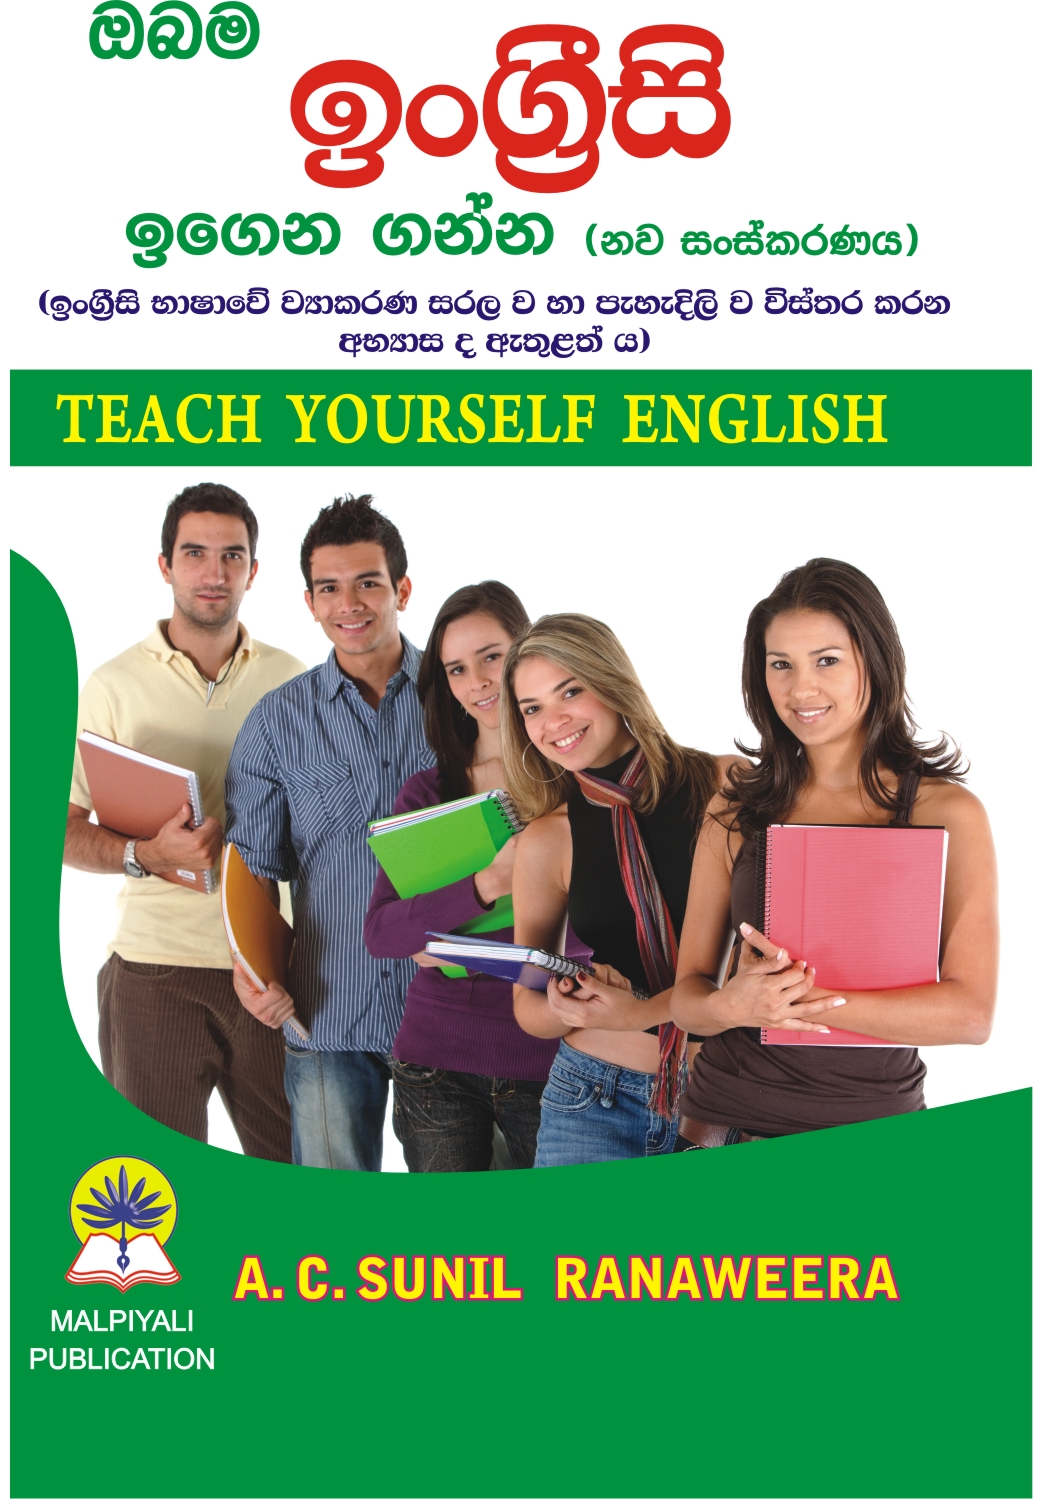 ඔබම
ඉංග්‍රීසි
ඉගෙන ගන්න (නව සංස්කරණය)
(ඉංග්‍රීසි භාෂාවේ ව්‍යාකරණ සරල ව හා පැහැදිලි ව විස්තර කරන
අභ්‍යාස ද ඇතුළත් ය)
TEACH YOURSELF ENGLISH
A. C. SUNIL RANAWEERA
MALPIYALI
PUBLICATION